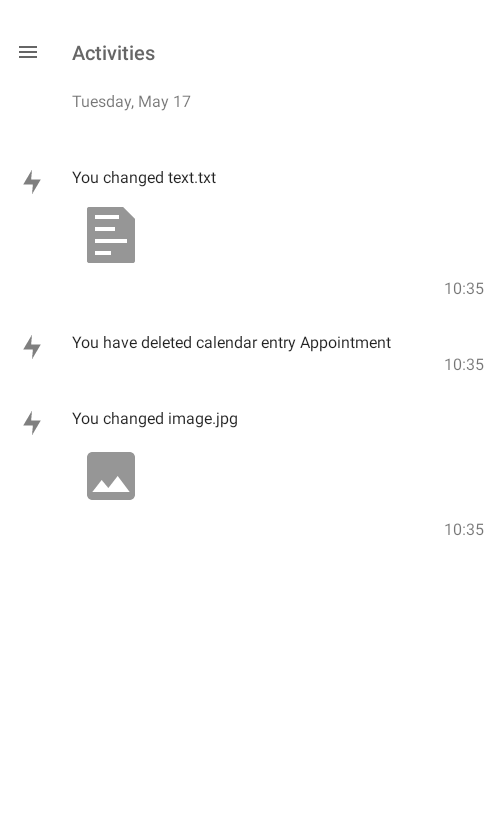 Activities
Tuesday, May 17
You changed text.txt
10:35
You have deleted calendar entry Appointment
10:35
You changed image.jpg
10:35